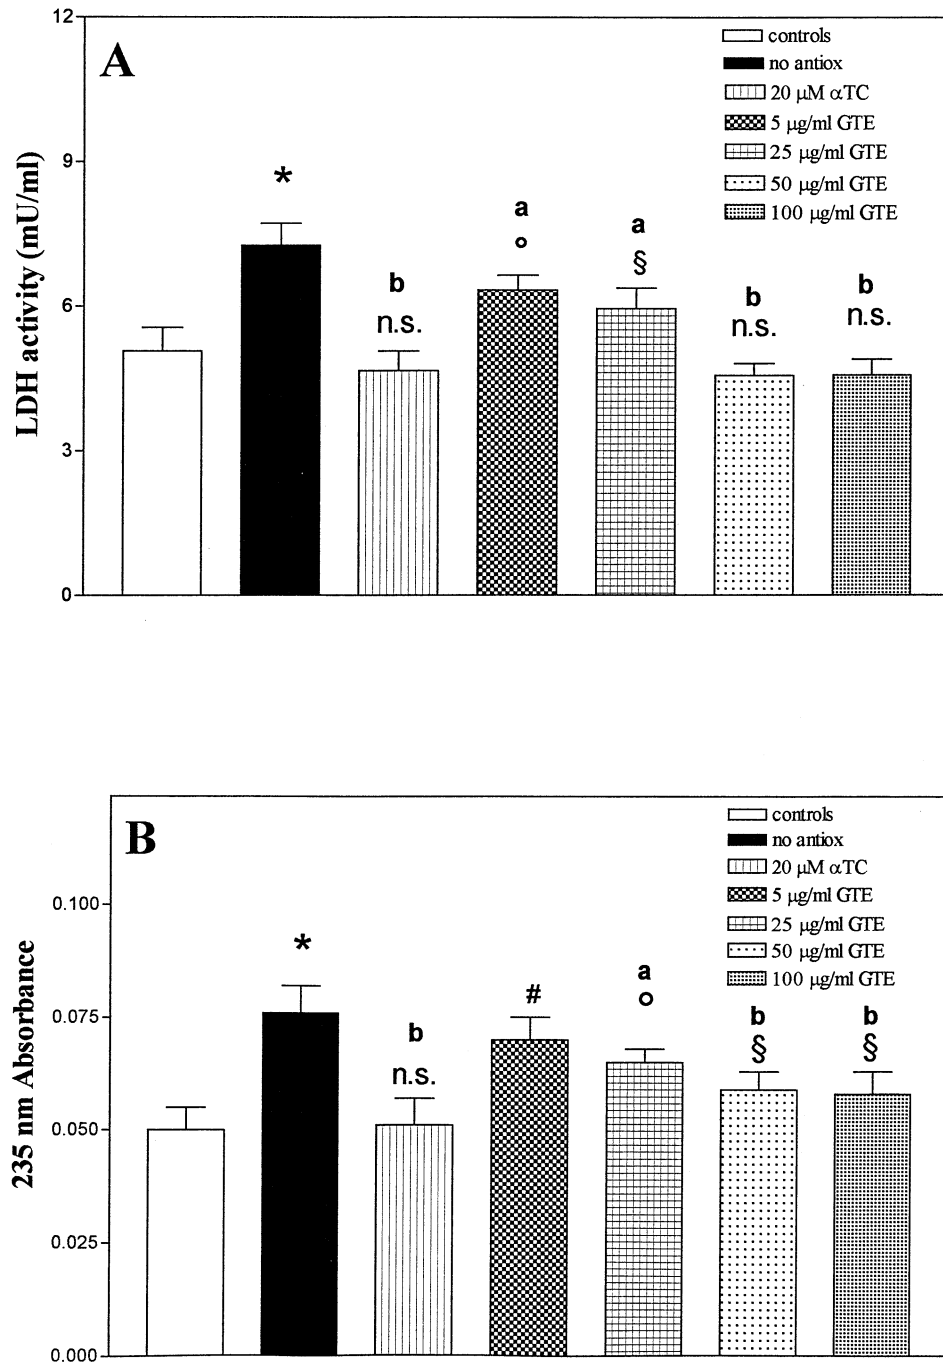 12
A
controls
no antiox
20 μM αTC
5 μg/ml GTE
25 μg/ml GTE
50 μg/ml GTE
100 μg/ml GTE
9
6
3
0
LDH activity (mU/ml)
*
b
n.s.
a
°
a
§
b
n.s.
b
n.s.
B
controls
no antiox
20 μM αTC
5 μg/ml GTE
25 μg/ml GTE
50 μg/ml GTE
100 μg/ml GTE
0.100
0.075
0.050
0.025
0.000
235 nm Absorbance
*
b
n.s.
#
a
°
b
§
b
§